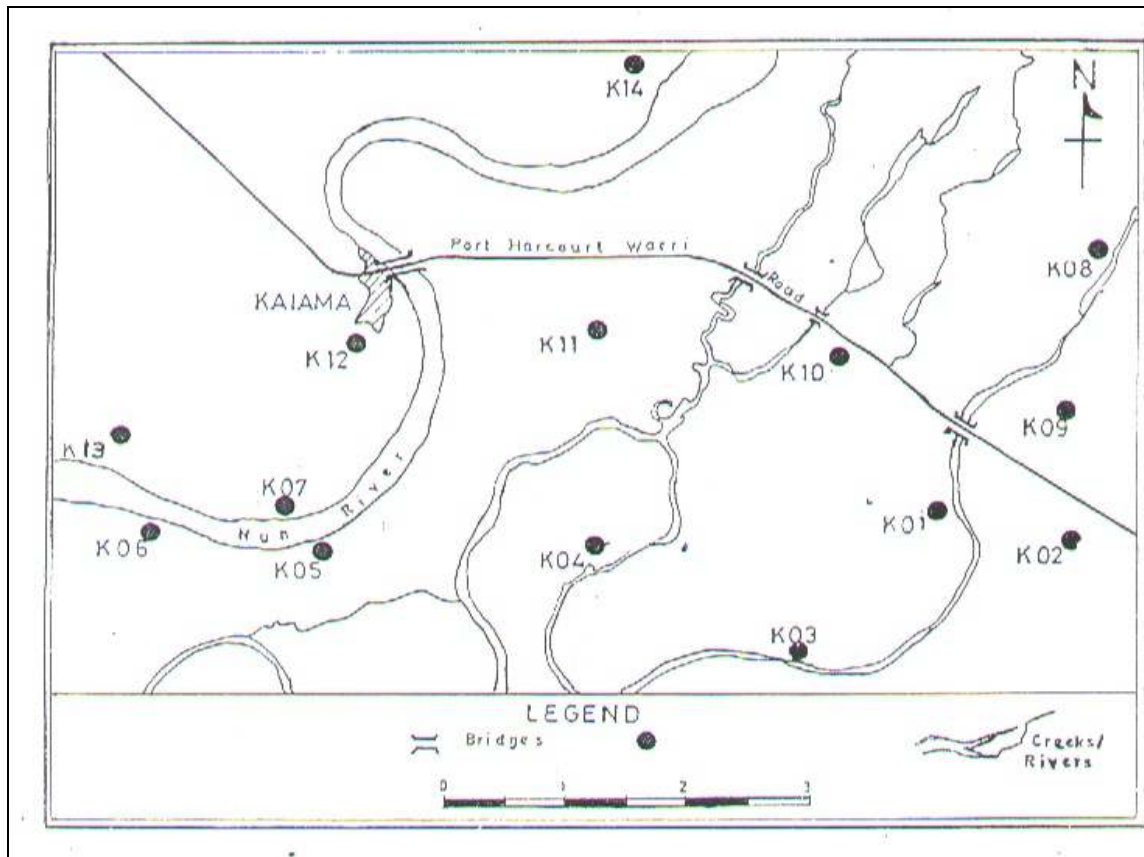 K14
N
Port Harcourt Warri Road
K08
KAIAMA
K11
K12
K10
K09
K13
K07
Nun River
K01
K06
K05
K04
K02
K03
LEGEND
Bridges
Creeks/
Rivers
0 1 2 3